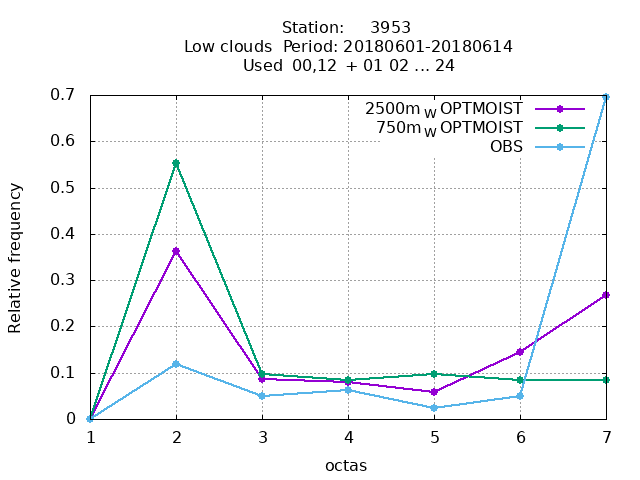 Station: 3953
Low clouds Period: 20180601-20180614
Used 00,12 + 01 02 ... 24
2500m W OPTMOIST
750m W OPTMOIST
OBS
Relative frequency
0.7
0.6
0.5
0.4
0.3
0.2
0.1
0
1 2 3 4 5 6 7
octas